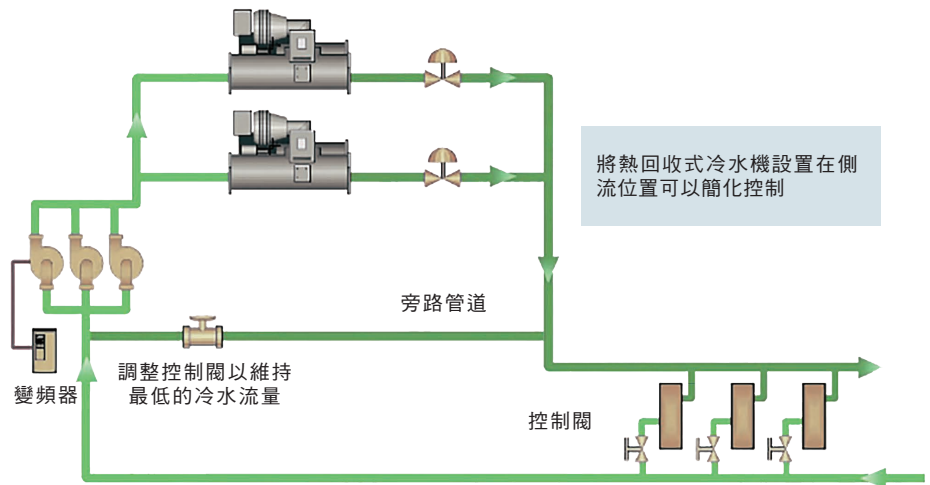 將熱回收式冷水機設置在側
流位置可以簡化控制
旁路管道
變頻器
調整控制閥以維持
最低的冷水流量
控制閥